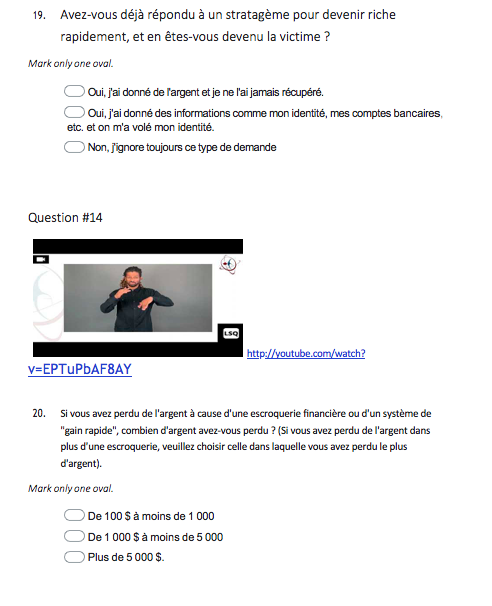 19. Avez-vous déjà répondu à un stratagème pour devenir riche
rapidement, et en êtes-vous devenu la victime ?
Mark only one oval.
Oui, j'ai donné de l'argent et je ne l'ai jamais récupéré.
Oui, j'ai donné des informations comme mon identité, mes comptes bancaires,
etc. et on m'a volé mon identité.
Non, j'ignore toujours ce type de demande
Question #14
LSQ
http://youtube.com/watch?
v=EPTuPbAF8AY
20. Si vous avez perdu de l'argent à cause d'une escroquerie financière ou d'un système de
"gain rapide", combien d'argent avez-vous perdu ? (Si vous avez perdu de l'argent dans
plus d'une escroquerie, veuillez choisir celle dans laquelle vous avez perdu le plus
d'argent).
Mark only one oval.
De 100 $ à moins de 1 000
De 1 000 $ à moins de 5 000
Plus de 5 000 $.